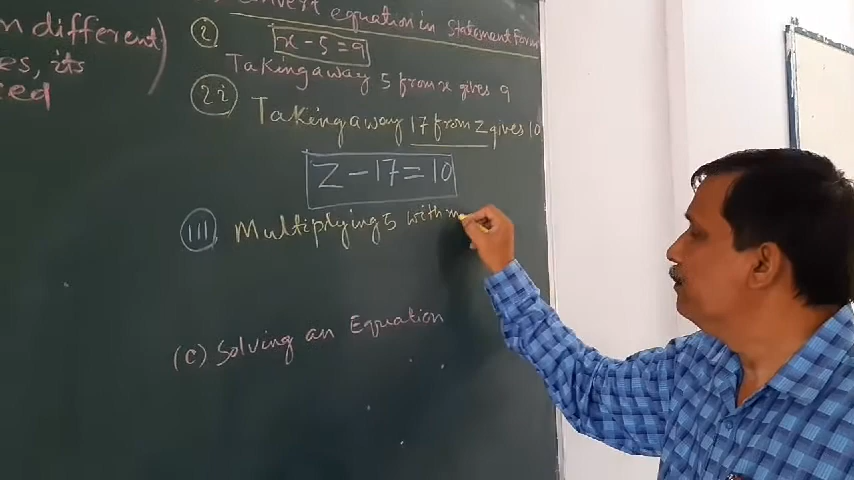 n different
es, its
ed
Convert equation in Statement Form
(i) x - 5 = 9
Taking away 5 from x gives 9
(ii) Taking away 17 from z gives 10
z - 17 = 10
(iii) Multiplying 5 with m
(c) Solving an Equation